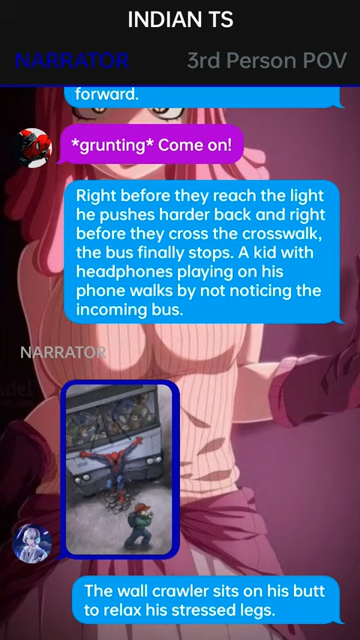 INDIAN TS
NARRATOR
3rd Person POV
forward.
*grunting* Come on!
Right before they reach the light
he pushes harder back and right
before they cross the crosswalk,
the bus finally stops. A kid with
headphones playing on his
phone walks by not noticing the
incoming bus.
NARRATOR
The wall crawler sits on his butt
to relax his stressed legs.